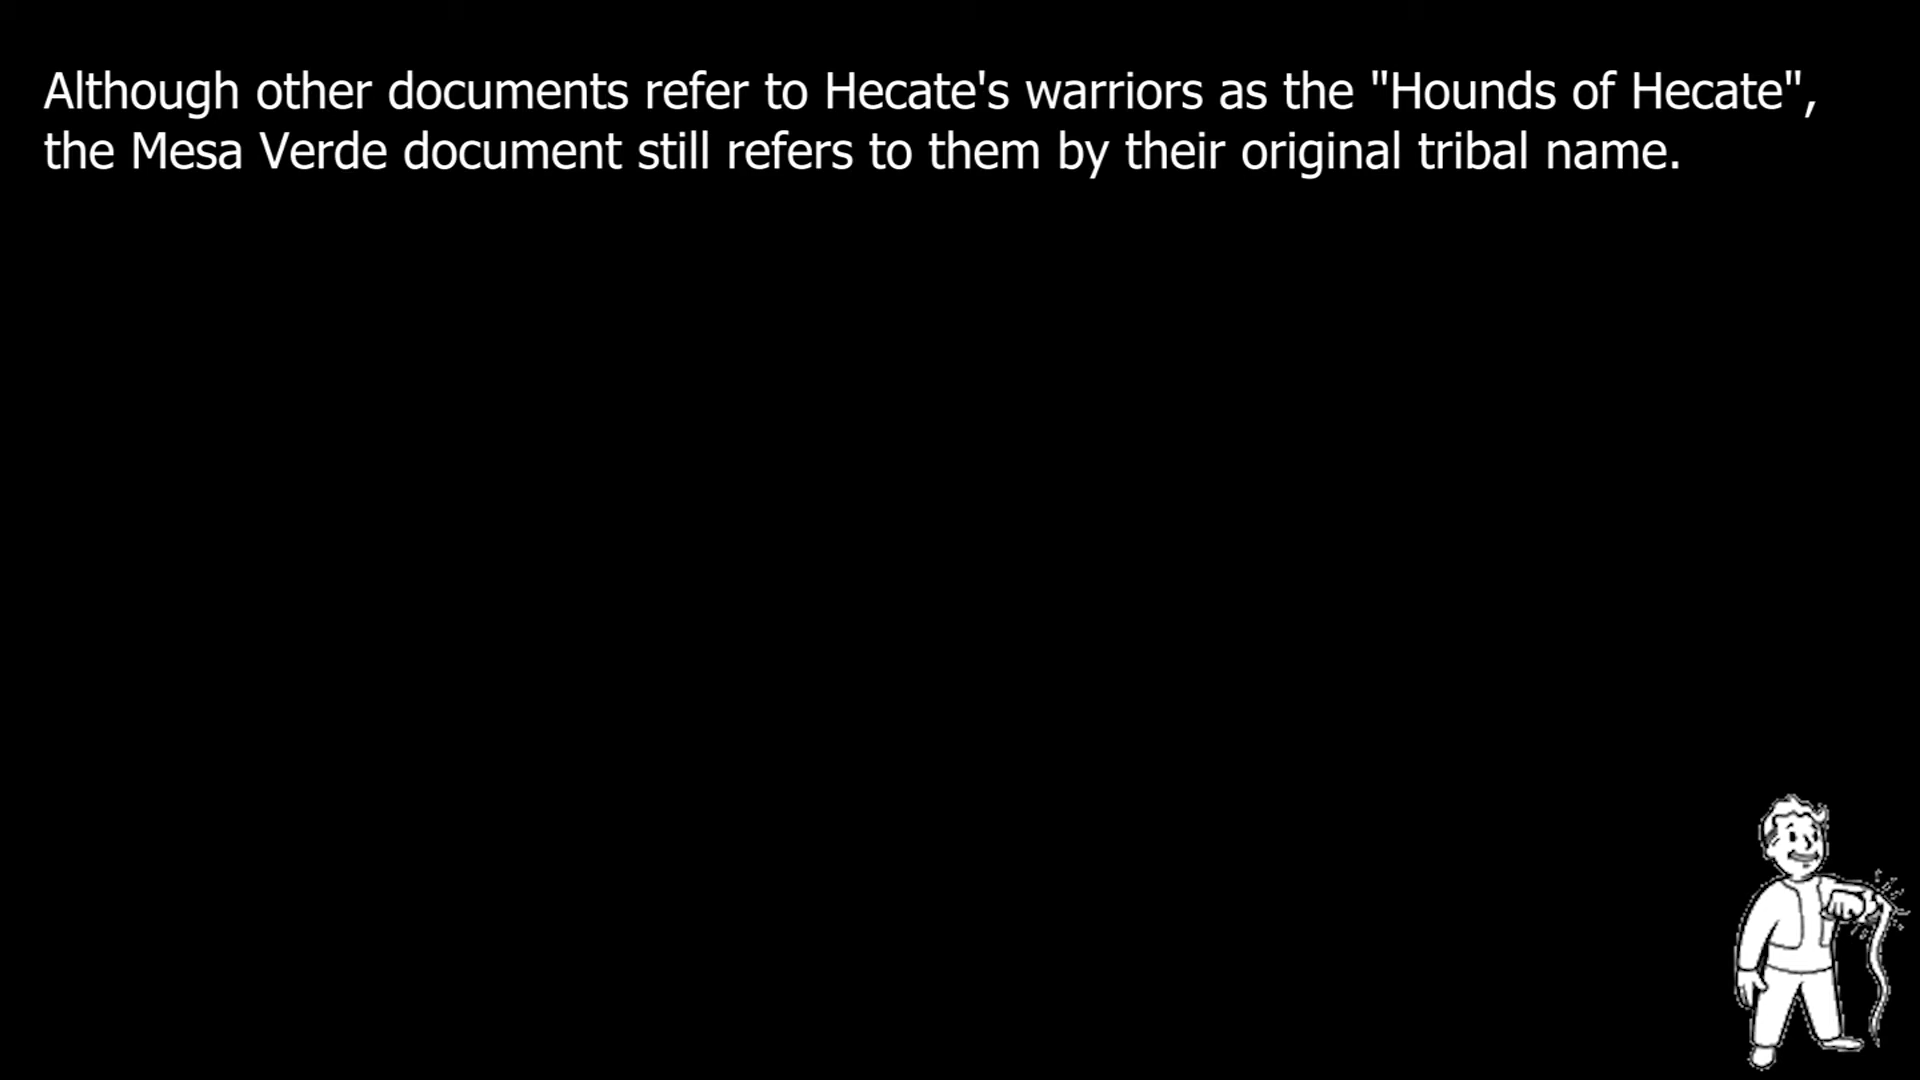 Although other documents refer to Hecate's warriors as the "Hounds of Hecate",
the Mesa Verde document still refers to them by their original tribal name.